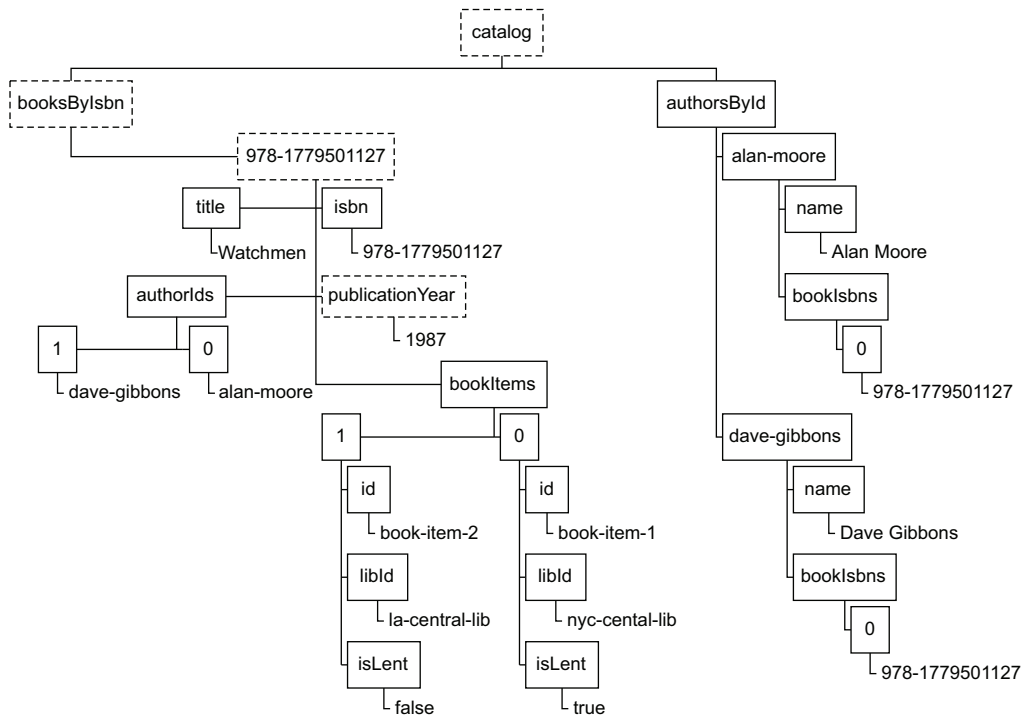 catalog
booksByIsbn
authorsById
978-1779501127
alan-moore
title
isbn
name
Watchmen
978-1779501127
Alan Moore
authorIds
publicationYear
bookIsbns
1987
1
0
0
dave-gibbons
alan-moore
bookItems
978-1779501127
1
0
dave-gibbons
id
id
name
book-item-2
book-item-1
Dave Gibbons
libId
libId
bookIsbns
la-central-lib
nyc-cental-lib
0
isLent
isLent
978-1779501127
false
true